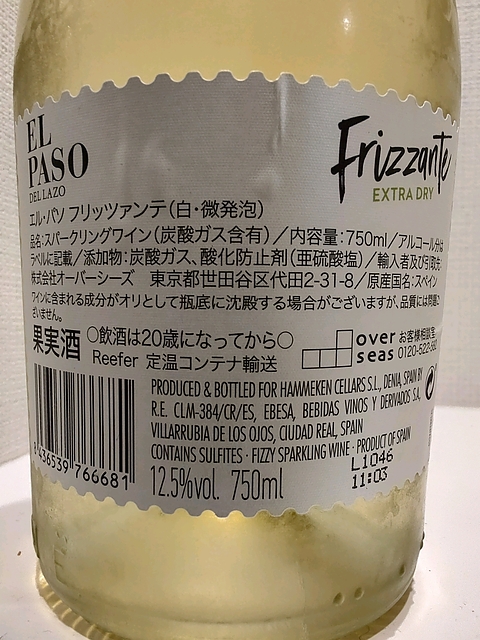 EL
PASO
DEL LAZO
Frizzante
EXTRA DRY
エル・パソ フリッツァンテ(白・微発泡)
品名:スパークリングワイン(炭酸ガス含有)/内容量:750ml/アルコール分は
ラベルに記載/添加物:炭酸ガス、酸化防止剤(亜硫酸塩)/輸入者及び引取先:
株式会社オーバーシーズ 東京都世田谷区代田2-31-8/原産国名:スペイン
ワインに含まれる成分がオリとして瓶底に沈殿する場合がございますが、品質には問題ご
ざいません。
果実酒 〇飲酒は20歳になってから〇
Reefer 定温コンテナ輸送
over
seas
お客様相談室
0120-522-
PRODUCED & BOTTLED FOR HAMMEKEN CELLARS S.L., DENIA, SPAIN BY
R.E. CLM-384/CR/ES, EBESA, BEBIDAS VINOS Y DERIVADOS S.A,
VILLARRUBIA DE LOS OJOS, CIUDAD REAL, SPAIN
CONTAINS SULFITES · FIZZY SPARKLING WINE · PRODUCT OF SPAIN
12.5%vol. 750ml
L1046
11:03
8 436539 766681